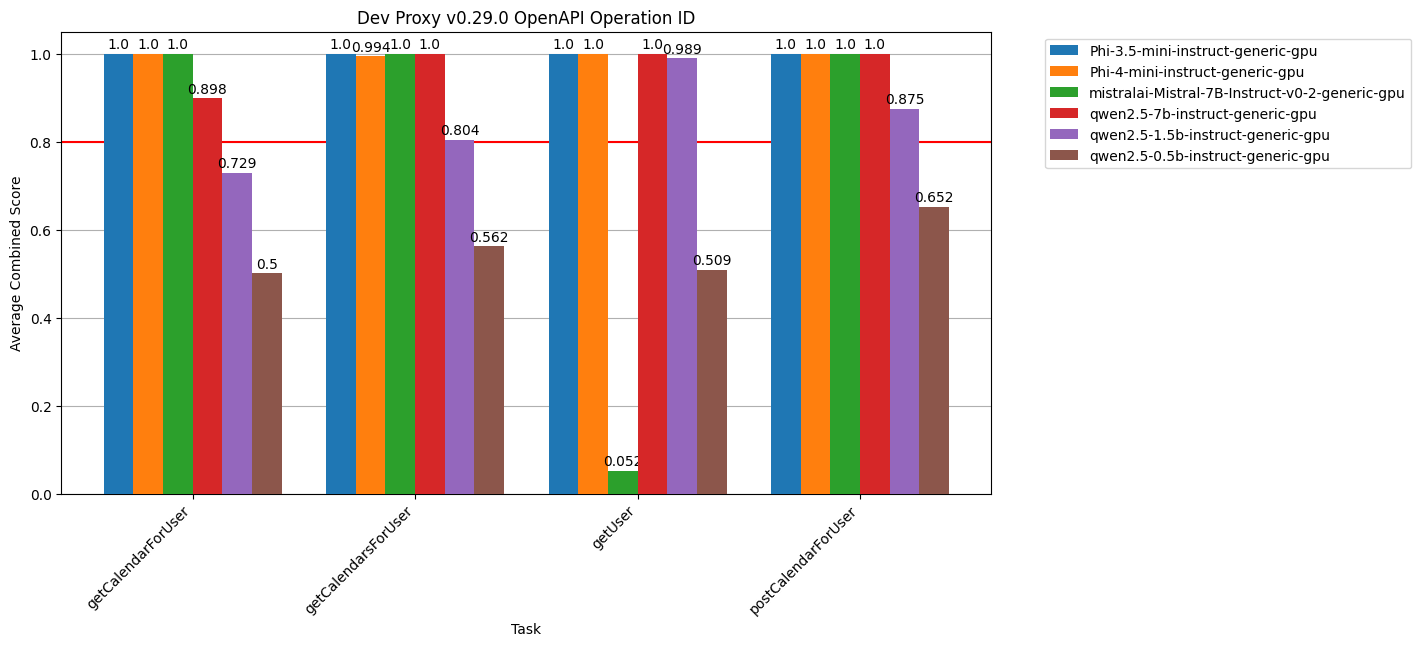 Dev Proxy v0.29.0 OpenAPI Operation ID
Average Combined Score
1.0
0.8
0.6
0.4
0.2
0.0
1.0
1.0
1.0
0.898
0.729
0.5
1.0
0.994
1.0
1.0
0.804
0.562
1.0
1.0
0.052
1.0
0.989
0.509
1.0
1.0
1.0
1.0
0.875
0.652
getCalendarForUser
getCalendarsForUser
getUser
postCalendarForUser
Task
Phi-3.5-mini-instruct-generic-gpu
Phi-4-mini-instruct-generic-gpu
mistralai-Mistral-7B-Instruct-v0-2-generic-gpu
qwen2.5-7b-instruct-generic-gpu
qwen2.5-1.5b-instruct-generic-gpu
qwen2.5-0.5b-instruct-generic-gpu